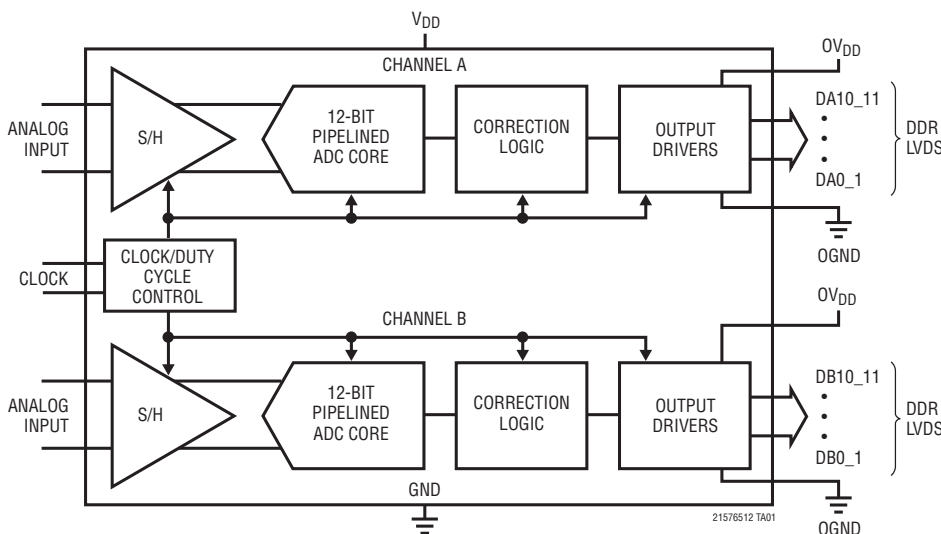 VDD
CHANNEL A
OVDD
ANALOG
INPUT
S/H
12-BIT
PIPELINED
ADC CORE
CORRECTION
LOGIC
OUTPUT
DRIVERS
DA10_11
DA0_1
DDR
LVDS
OGND
CLOCK
CLOCK/DUTY
CYCLE
CONTROL
CHANNEL B
OVDD
ANALOG
INPUT
S/H
12-BIT
PIPELINED
ADC CORE
CORRECTION
LOGIC
OUTPUT
DRIVERS
DB10_11
DB0_1
DDR
LVDS
GND
21576512 TA01
OGND